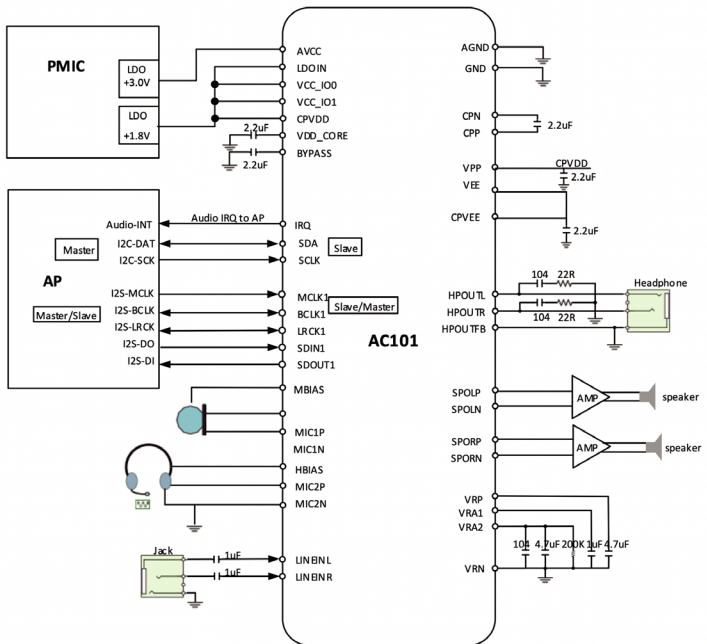 PMIC
LDO
+3.0V
LDO
+1.8V
AVCC
LDOIN
VCC_IO0
VCC_IO1
CPVDD
2.2uF
VDD_CORE
BYPASS
2.2uF
AP
Audio-INT
Audio IRQ to AP
IRQ
Master
I2C-DAT
SDA
Slave
I2C-SCK
SCLK
I2S-MCLK
MCLK1
Master/Slave
I2S-BCLK
BCLK1
Slave/Master
I2S-LRCK
LRCK1
I2S-DO
SDIN1
I2S-DI
SDOUT1
MBIAS
MIC1P
MIC1N
HBIAS
MIC2P
MIC2N
Jack
1uF
LINEINL
1uF
LINEINR
AC101
AGND
GND
CPN
CPP
2.2uF
VPP
CPVDD
2.2uF
VEE
CPVEE
2.2uF
104 22R
Headphone
HPOUTL
HPOUTR
104 22R
HPOUTFB
SPOLP
SPOLN
AMP
speaker
SPORP
SPORN
AMP
speaker
VRP
VRA1
VRA2
104 4.7uF 200K 1uF 4.7uF
VRN